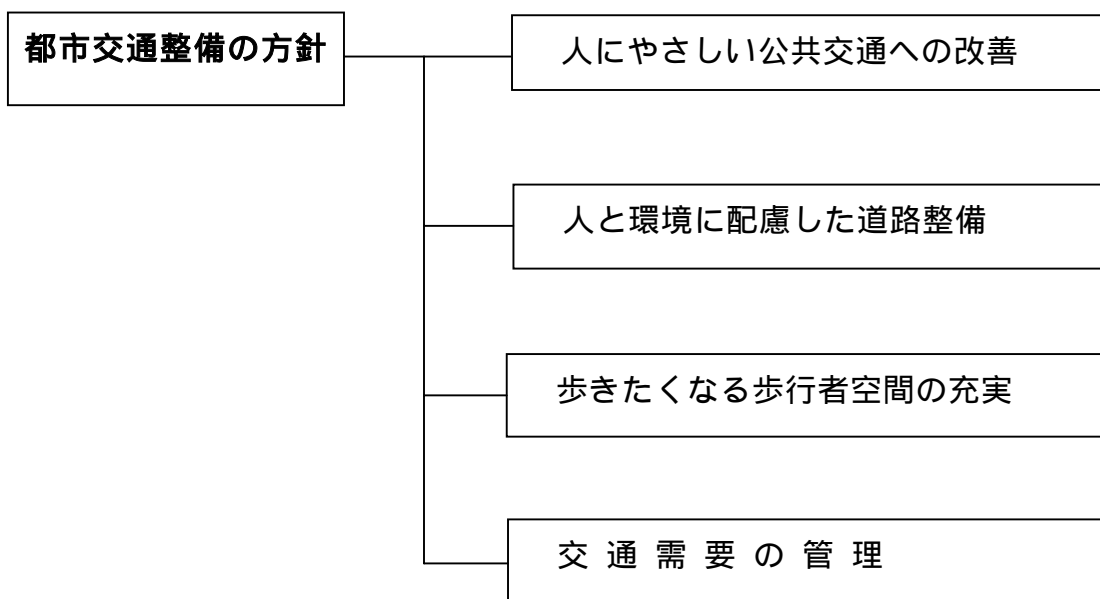 都市交通整備の方針
人にやさしい公共交通への改善
人と環境に配慮した道路整備
歩きたくなる歩行者空間の充実
交通需要の管理